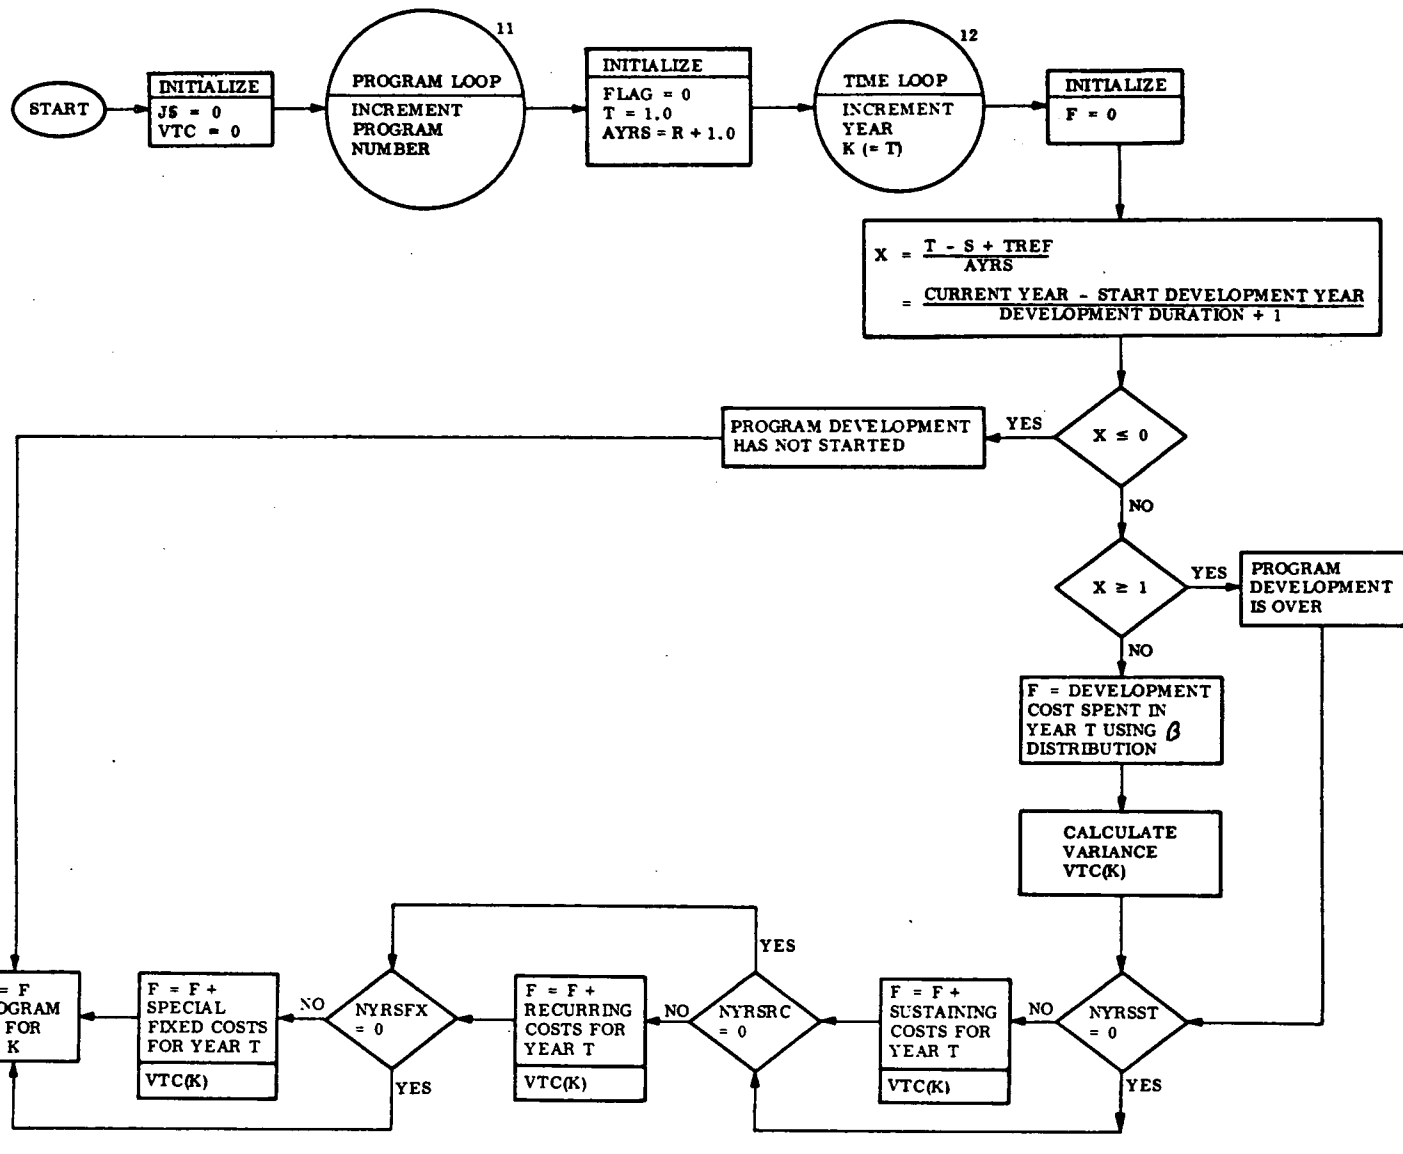 START
INITIALIZE
JS = 0
VTC = 0
11
PROGRAM LOOP
INCREMENT
PROGRAM
NUMBER
INITIALIZE
FLAG = 0
T = 1.0
AYRS = R + 1.0
12
TIME LOOP
INCREMENT
YEAR
K (= T)
INITIALIZE
F = 0
X = T - S + TREF
AYRS
= CURRENT YEAR - START DEVELOPMENT YEAR
DEVELOPMENT DURATION + 1
X ≤ 0
YES
PROGRAM DEVELOPMENT
HAS NOT STARTED
NO
X ≥ 1
YES
PROGRAM
DEVELOPMENT
IS OVER
NO
F = DEVELOPMENT
COST SPENT IN
YEAR T USING β
DISTRIBUTION
CALCULATE
VARIANCE
VTC(K)
NYRSST
= 0
NO
YES
F = F +
SUSTAINING
COSTS FOR
YEAR T
VTC(K)
NYRSRC
= 0
YES
NO
F = F +
RECURRING
COSTS FOR
YEAR T
VTC(K)
NYRSFX
= 0
NO
YES
F = F +
SPECIAL
FIXED COSTS
FOR YEAR T
VTC(K)
= F
OGRAM
FOR
K